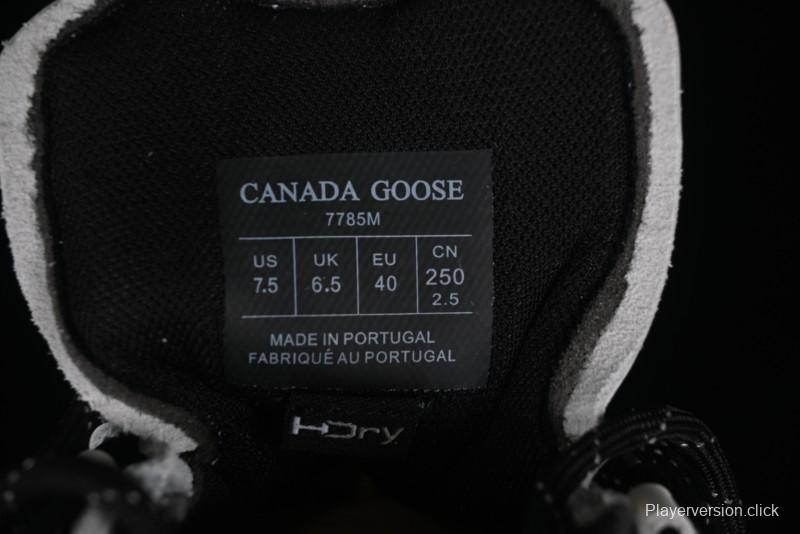 CANADA GOOSE
7785M
US UK EU CN
7.5 6.5 40 250
2.5
MADE IN PORTUGAL
FABRIQUÉ AU PORTUGAL
HDry
Playerversion.click